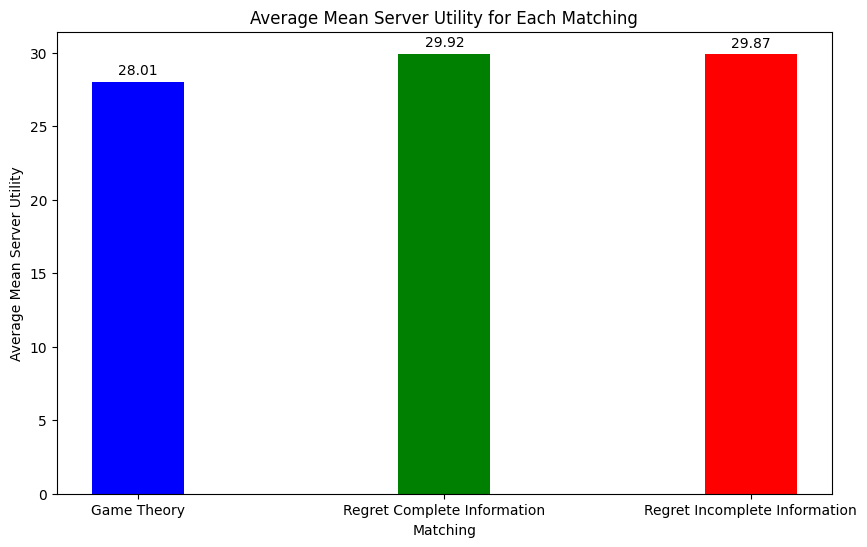 Average Mean Server Utility for Each Matching
Average Mean Server Utility
30
25
20
15
10
5
0
28.01
29.92
29.87
Game Theory
Regret Complete Information
Regret Incomplete Information
Matching